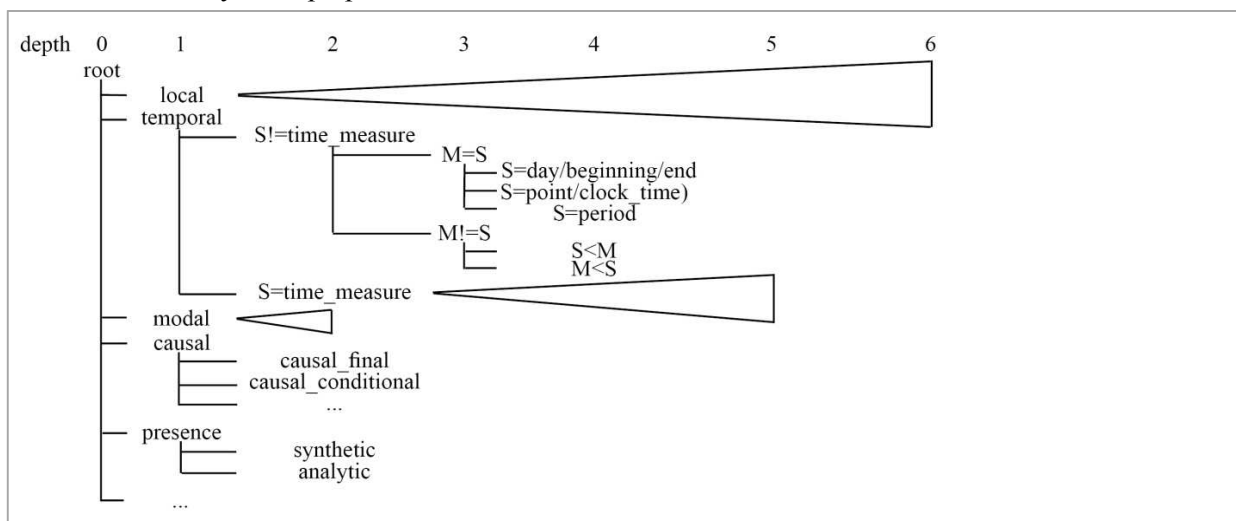 depth 0 1 2 3 4 5 6
root
local
temporal
S!=time_measure
M=S
S=day/beginning/end
S=point/clock_time)
S=period
M!=S
S<M
M<S
S=time_measure
modal
causal
causal_final
causal_conditional
...
presence
synthetic
analytic
...